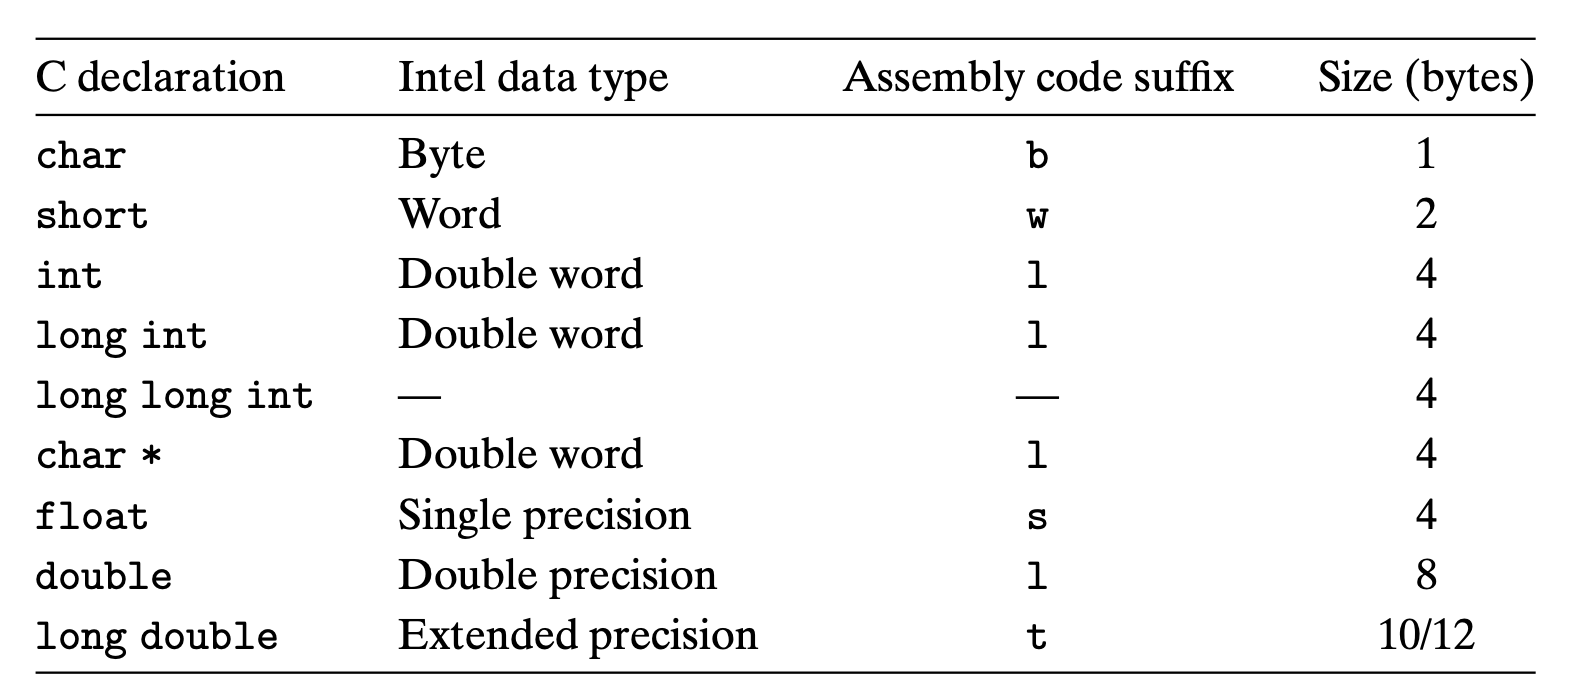 C declaration Intel data type Assembly code suffix Size (bytes)
char Byte b 1
short Word w 2
int Double word l 4
long int Double word l 4
long long int — — 4
char * Double word l 4
float Single precision s 4
double Double precision l 8
long double Extended precision t 10/12